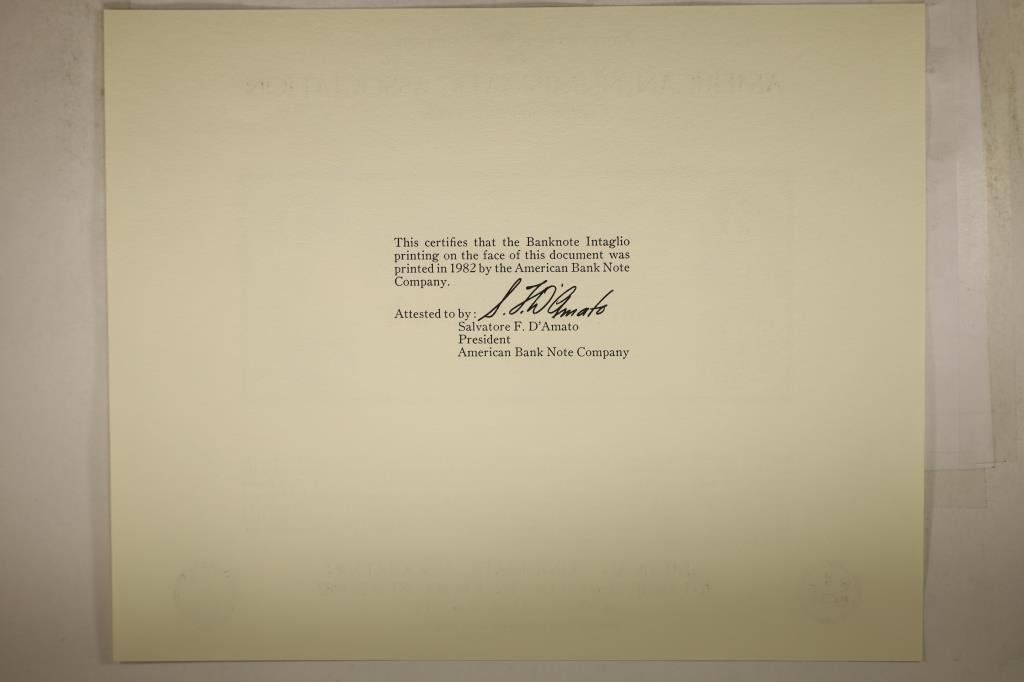 This certifies that the Banknote Intaglio
printing on the face of this document was
printed in 1982 by the American Bank Note
Company.
Attested to by: S. F. D'Amato
Salvatore F. D'Amato
President
American Bank Note Company